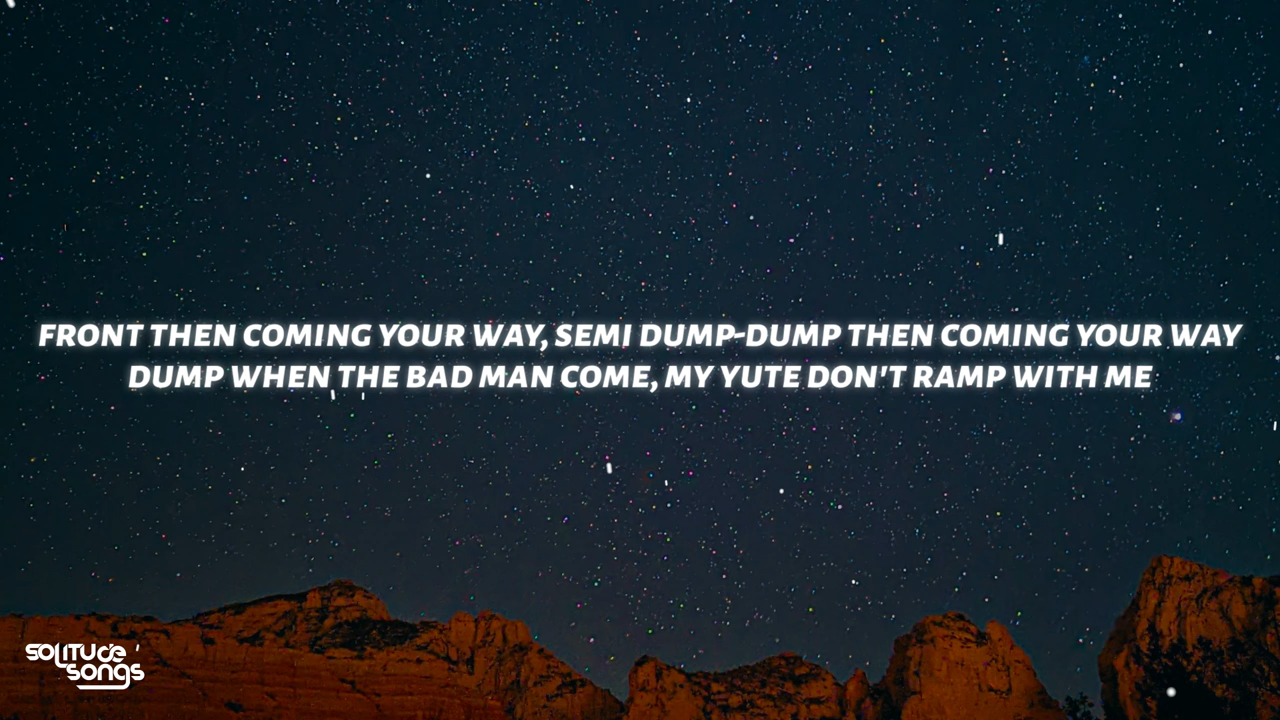 FRONT THEN COMING YOUR WAY, SEMI DUMP-DUMP THEN COMING YOUR WAY
DUMP WHEN THE BAD MAN COME, MY YUTE DON'T RAMP WITH ME
solitude
songs